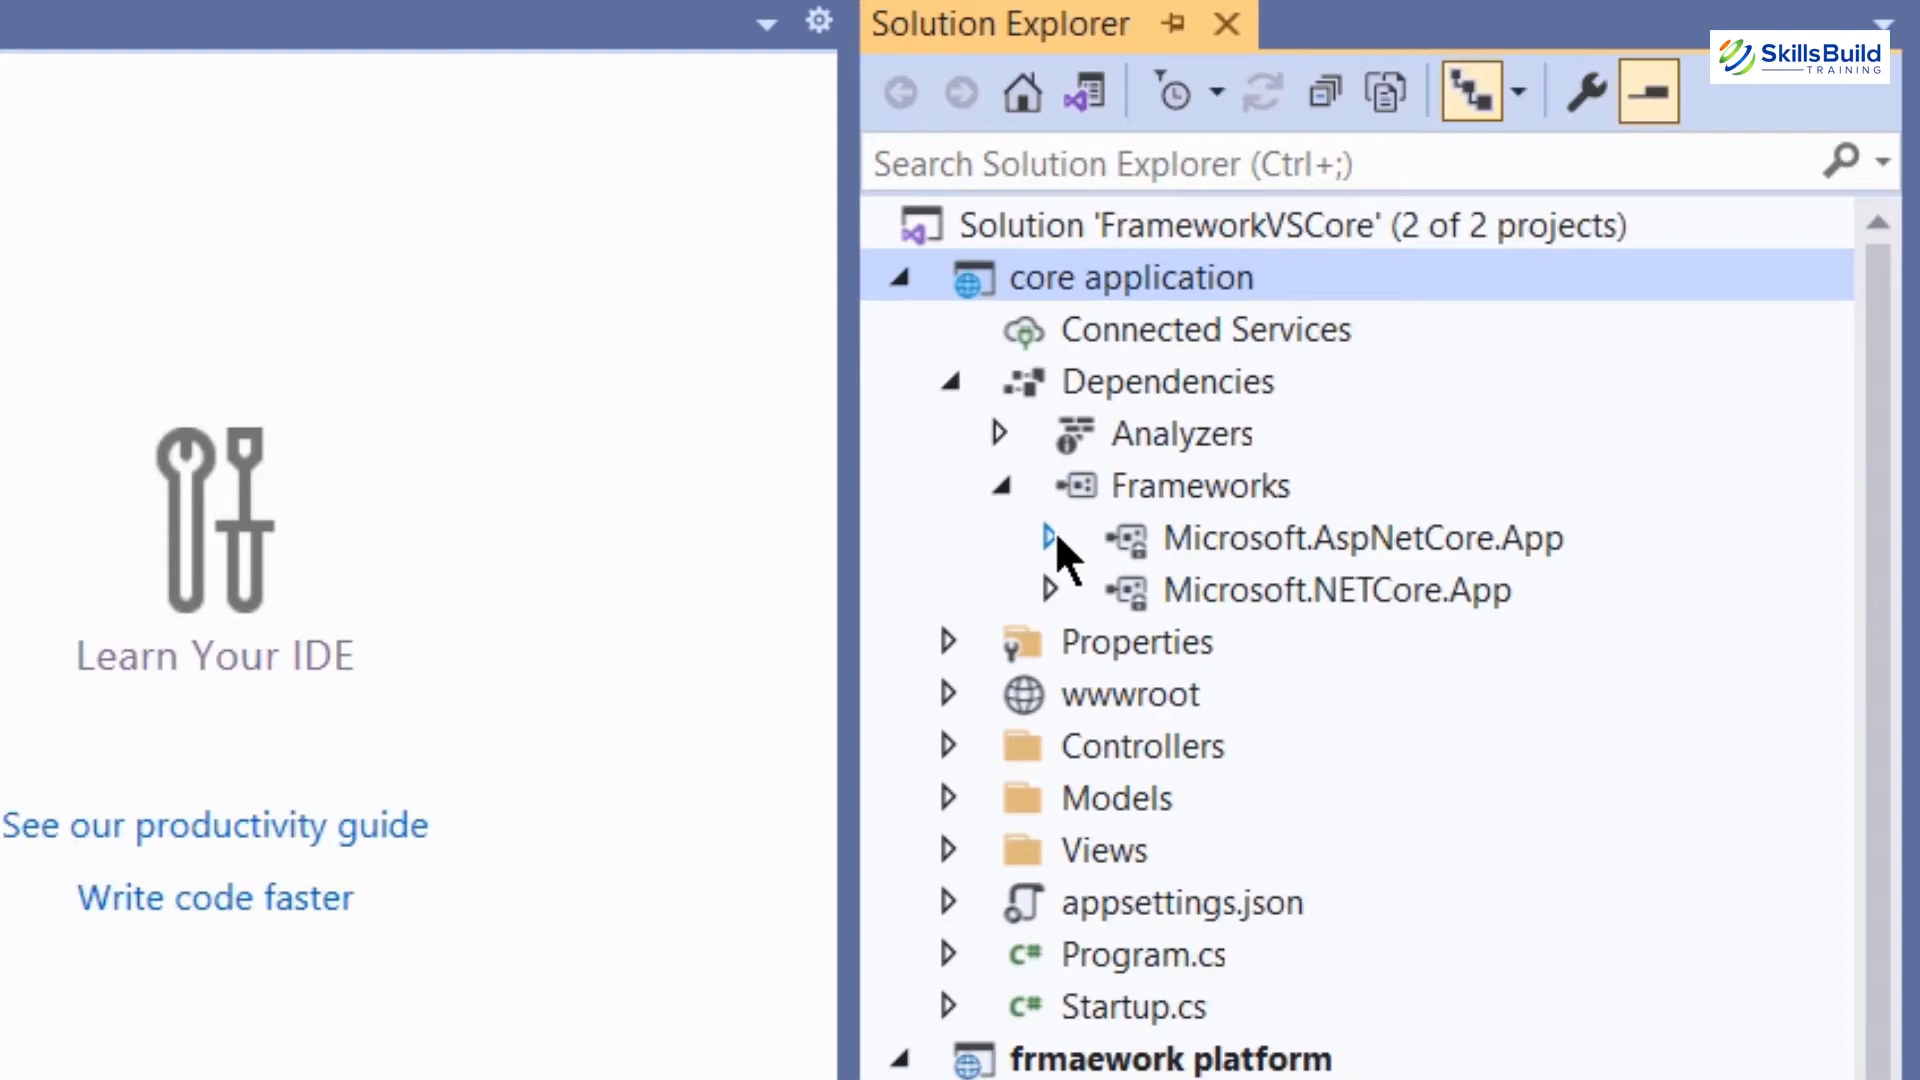 Solution Explorer
SkillsBuild
TRAINING
Search Solution Explorer (Ctrl+;)
Solution 'FrameworkVSCore' (2 of 2 projects)
core application
Connected Services
Dependencies
Analyzers
Frameworks
Microsoft.AspNetCore.App
Microsoft.NETCore.App
Properties
wwwroot
Controllers
Models
Views
appsettings.json
C# Program.cs
C# Startup.cs
frmaework platform
Learn Your IDE
See our productivity guide
Write code faster